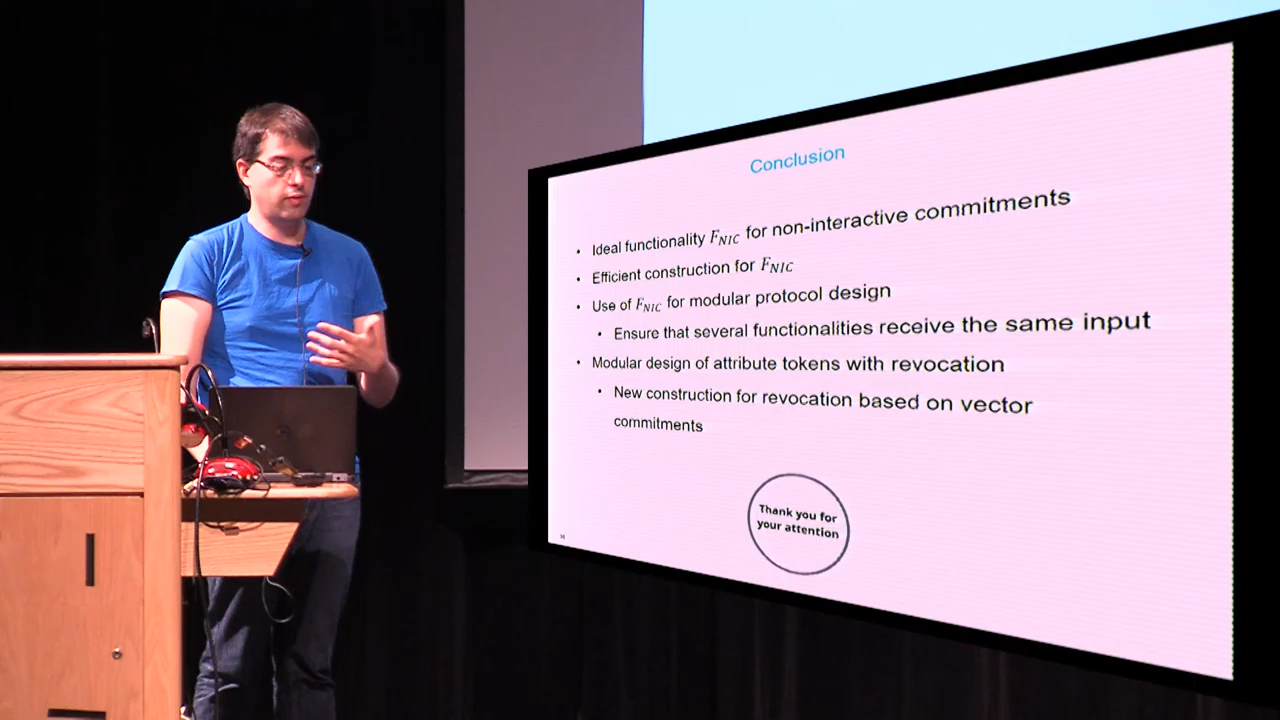 Conclusion
• Ideal functionality F_NIC for non-interactive commitments
• Efficient construction for F_NIC
• Use of F_NIC for modular protocol design
• Ensure that several functionalities receive the same input
• Modular design of attribute tokens with revocation
• New construction for revocation based on vector
commitments
Thank you for
your attention